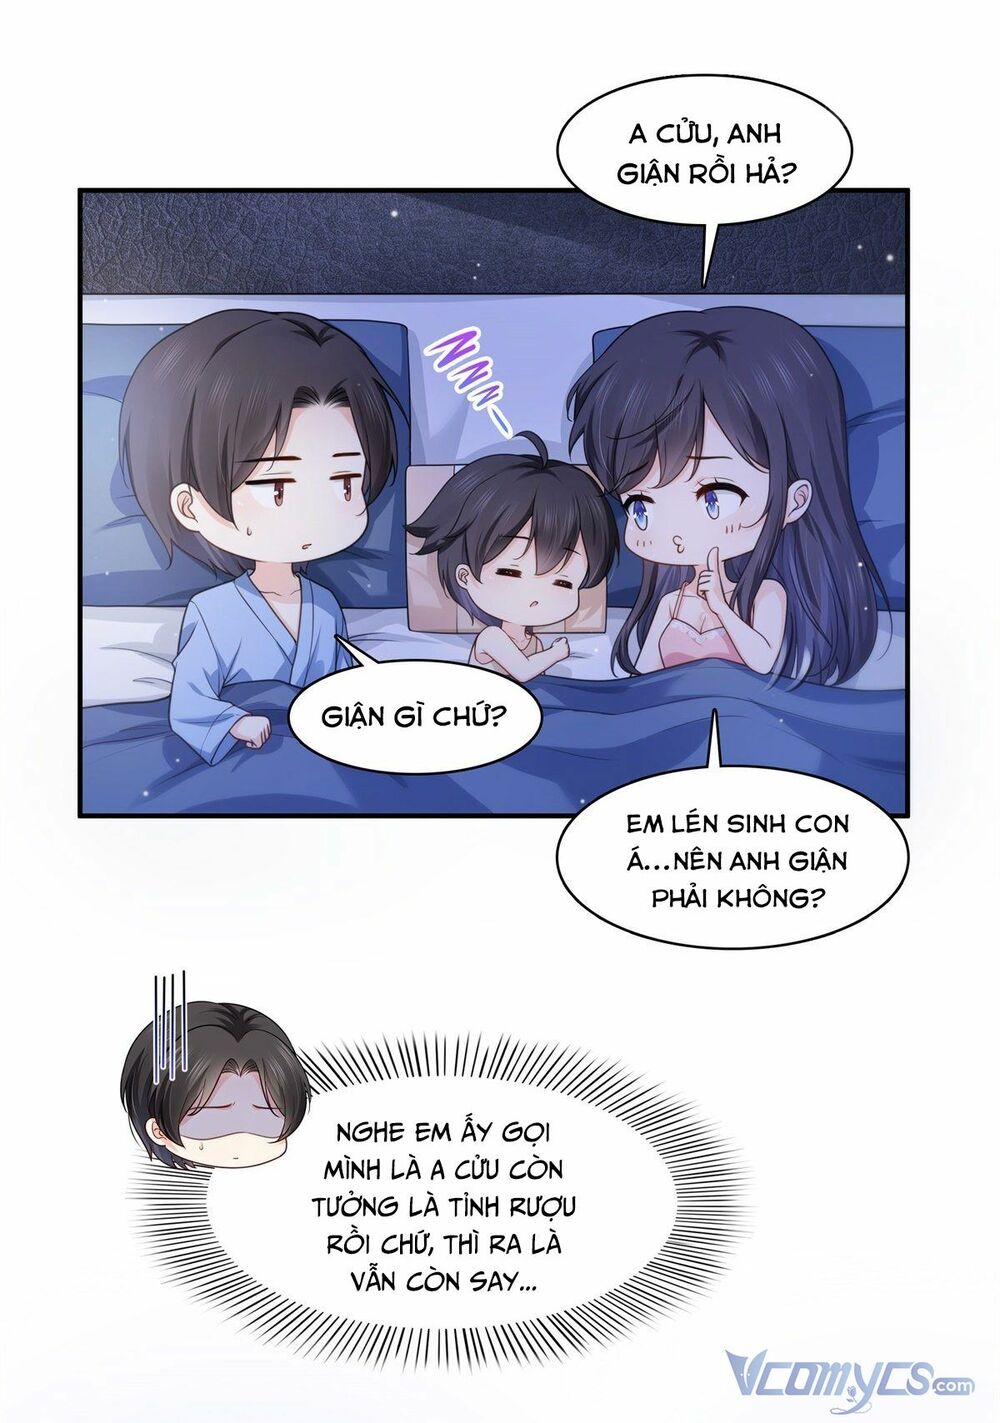 A CỬU, ANH
GIẬN RỒI HẢ?
NNNN~
GIẬN GÌ CHỨ?
EM LÉN SINH CON
Á...NÊN ANH GIẬN
PHẢI KHÔNG?
NGHE EM ẤY GỌI
MÌNH LÀ A CỬU CÒN
TƯỞNG LÀ TỈNH RƯỢU
RỒI CHỨ, THÌ RA LÀ
VẪN CÒN SAY...
VCOMYCS.com